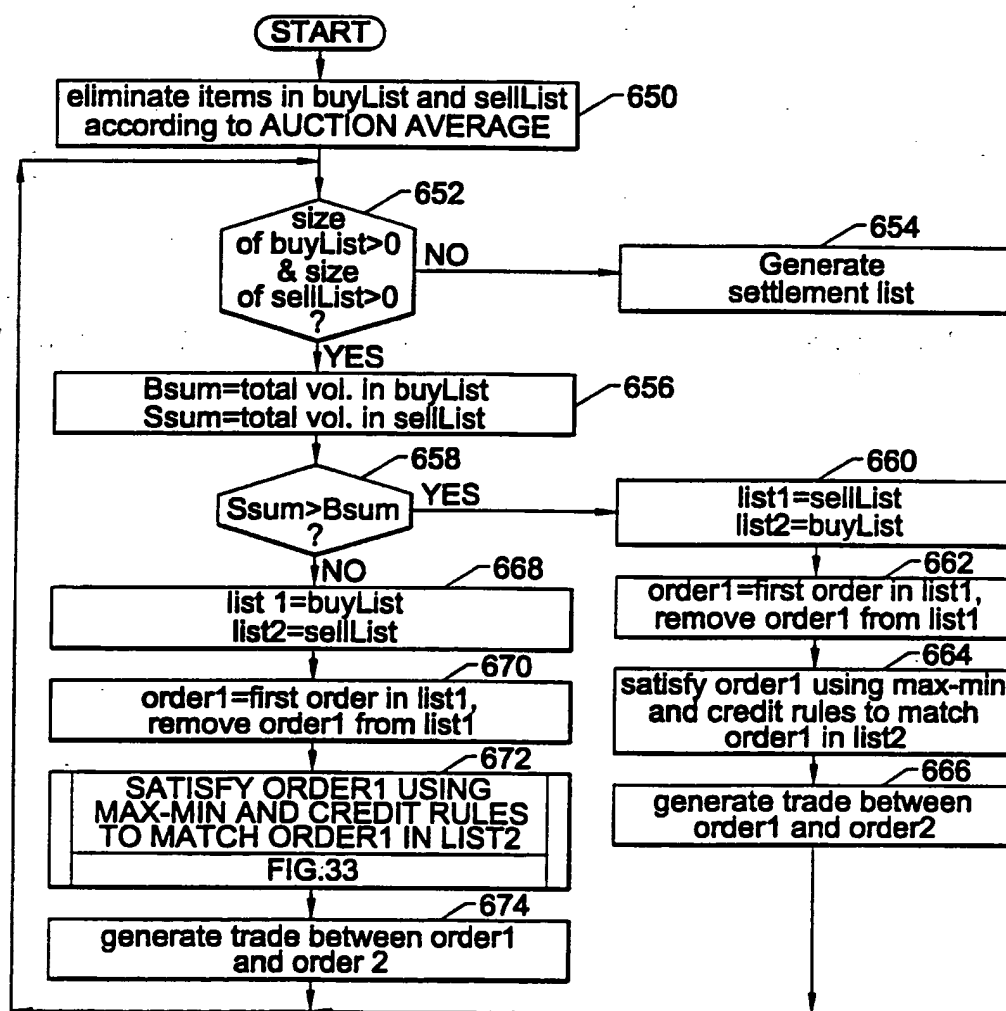 START
eliminate items in buyList and sellList
according to AUCTION AVERAGE
650
652
size
of buyList>0
& size
of sellList>0
?
NO
654
Generate
settlement list
YES
Bsum=total vol. in buyList
Ssum=total vol. in sellList
656
658
Ssum>Bsum
?
YES
660
list1=sellList
list2=buyList
NO
668
list 1=buyList
list2=sellList
662
order1=first order in list1,
remove order1 from list1
670
order1=first order in list1,
remove order1 from list1
664
satisfy order1 using max-min
and credit rules to match
order1 in list2
672
SATISFY ORDER1 USING
MAX-MIN AND CREDIT RULES
TO MATCH ORDER1 IN LIST2
FIG.33
666
generate trade between
order1 and order2
674
generate trade between order1
and order 2